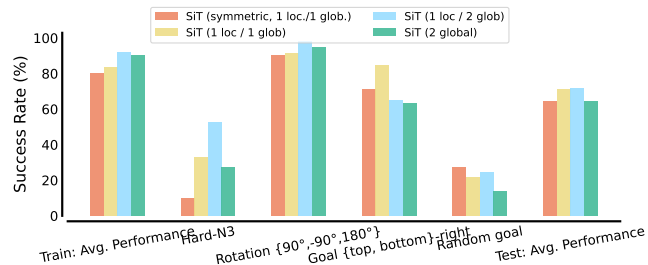 SiT (symmetric, 1 loc./1 glob.)
SiT (1 loc / 1 glob)
SiT (1 loc / 2 glob)
SiT (2 global)
Success Rate (%)
100
80
60
40
20
0
Train: Avg. Performance
Hard-N3
Rotation {90°,-90°,180°}
Goal {top, bottom}-right
Random goal
Test: Avg. Performance